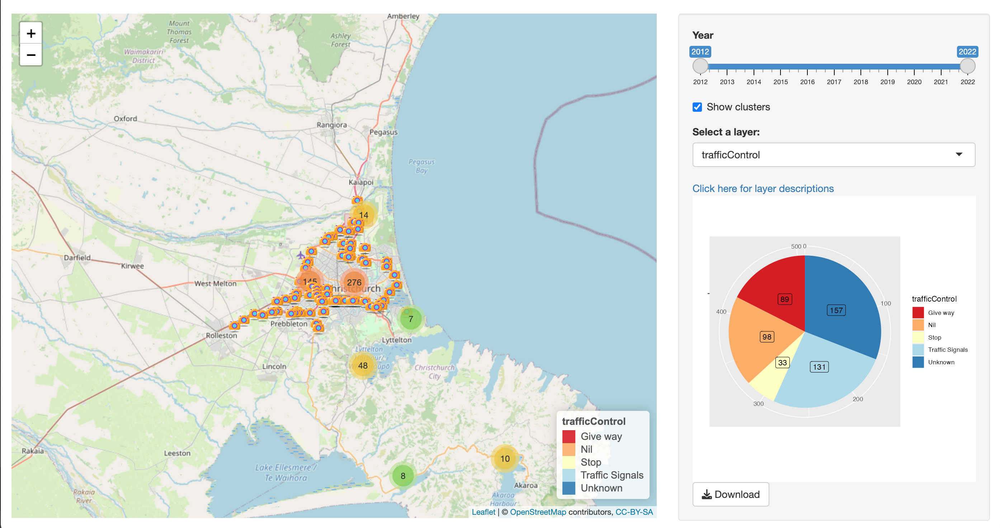 Amberley
Mount
Thomas
Forest
Ashley
Forest
+
−
Waimakariri
District
Oxford
Rangiora
Pegasus
Pegasus
Bay
Kaiapoi
14
Darfield
Kirwee
West Melton
145
276
hristchurch
7
Prebbleton
Rolleston
Lyttelton
Lyttelton
Harbour/
48
Lincoln
Christchurch
City
Rakaia
Leeston
Lake Ellesmere /
Te Waihora
8
10
Akaroa
Akaroa
Harbour
Rakaia
River
trafficControl
Give way
Nil
Stop
Traffic Signals
Unknown
Leaflet | © OpenStreetMap contributors, CC-BY-SA
Year
2012 2022
2012 2013 2014 2015 2016 2017 2018 2019 2020 2021 2022
Show clusters
Select a layer:
trafficControl
Click here for layer descriptions
500 0
100
200
300
400
89
157
98
33
131
trafficControl
Give way
Nil
Stop
Traffic Signals
Unknown
Download